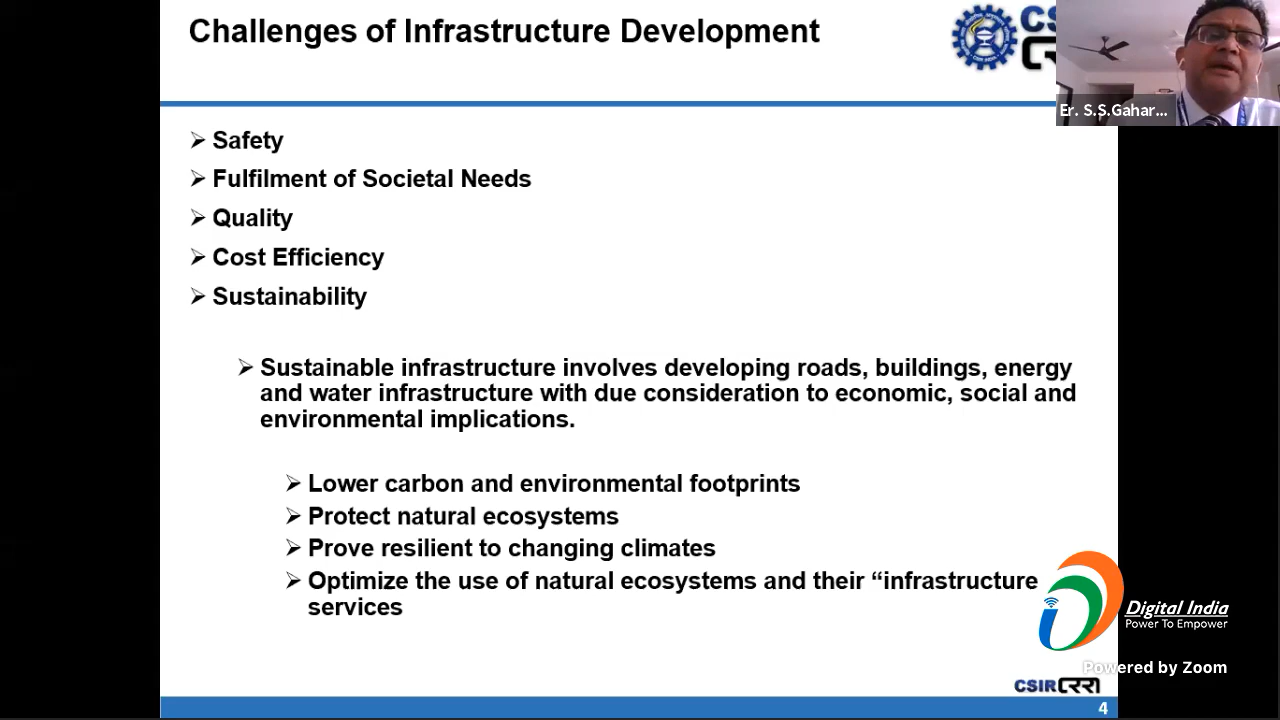 Challenges of Infrastructure Development
CS
Er. S.S.Gahar...
Safety
Fulfilment of Societal Needs
Quality
Cost Efficiency
Sustainability
Sustainable infrastructure involves developing roads, buildings, energy
and water infrastructure with due consideration to economic, social and
environmental implications.
Lower carbon and environmental footprints
Protect natural ecosystems
Prove resilient to changing climates
Optimize the use of natural ecosystems and their “infrastructure
services
Digital India
Power To Empower
Powered by Zoom
CSIR CRRI
4